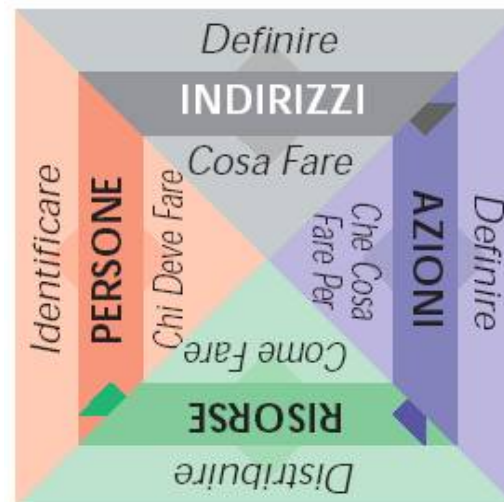 Definire
INDIRIZZI
Cosa Fare
Identificare
PERSONE
Chi Deve Fare
Che Cosa
Fare Per
AZIONI
Definire
Come Fare
RISORSE
Distribuire